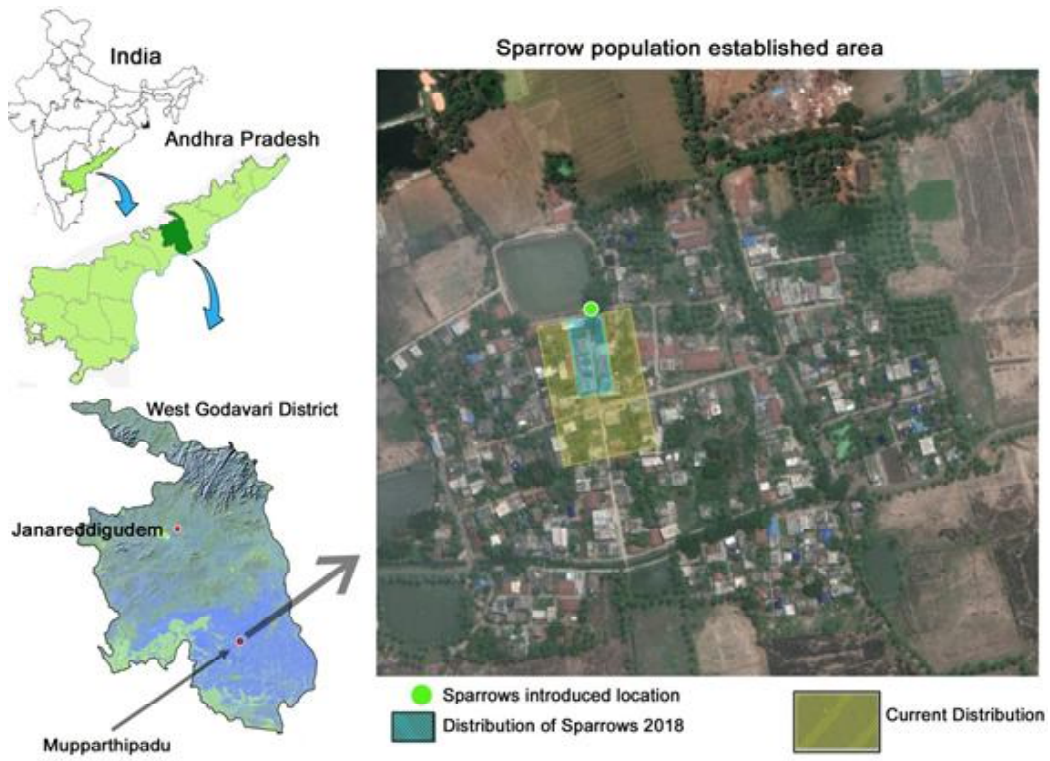 India
Sparrow population established area
Andhra Pradesh
West Godavari District
Janareddigudem
Mupparthipadu
Sparrows introduced location
Distribution of Sparrows 2018
Current Distribution